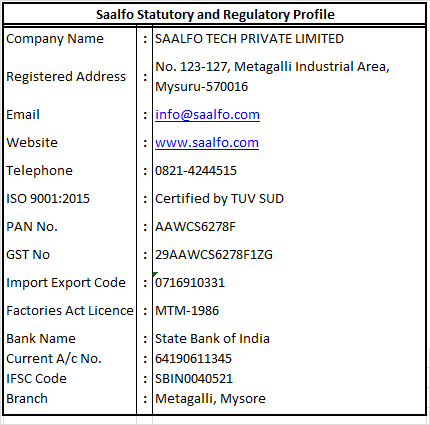 Saalfo Statutory and Regulatory Profile
Company Name : SAALFO TECH PRIVATE LIMITED
Registered Address : No. 123-127, Metagalli Industrial Area,
Mysuru-570016
Email : info@saalfo.com
Website : www.saalfo.com
Telephone : 0821-4244515
ISO 9001:2015 : Certified by TUV SUD
PAN No. : AAWCS6278F
GST No : 29AAWCS6278F1ZG
Import Export Code : 0716910331
Factories Act Licence : MTM-1986
Bank Name : State Bank of India
Current A/c No. : 64190611345
IFSC Code : SBIN0040521
Branch : Metagalli, Mysore